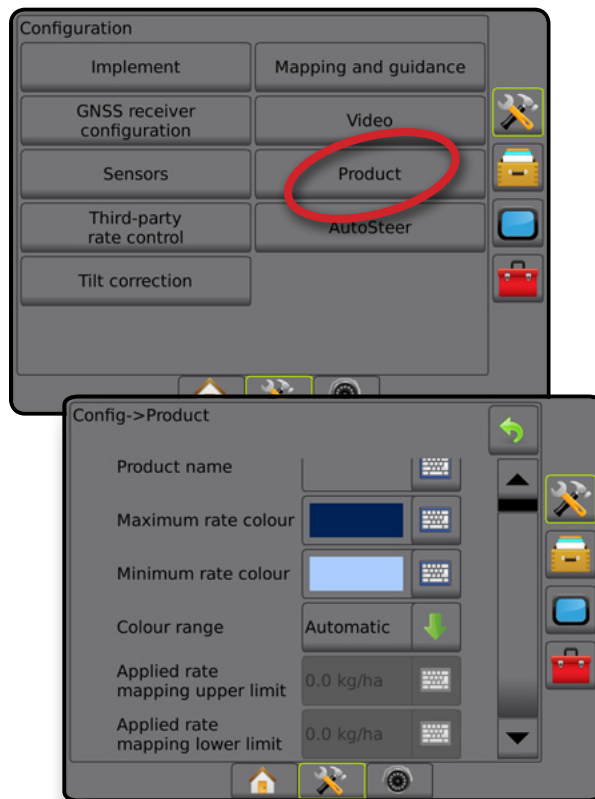 Configuration
Implement
Mapping and guidance
GNSS receiver
configuration
Video
Sensors
Product
Third-party
rate control
AutoSteer
Tilt correction
Config->Product
Product name
Maximum rate colour
Minimum rate colour
Colour range
Automatic
Applied rate
mapping upper limit
0.0 kg/ha
Applied rate
mapping lower limit
0.0 kg/ha